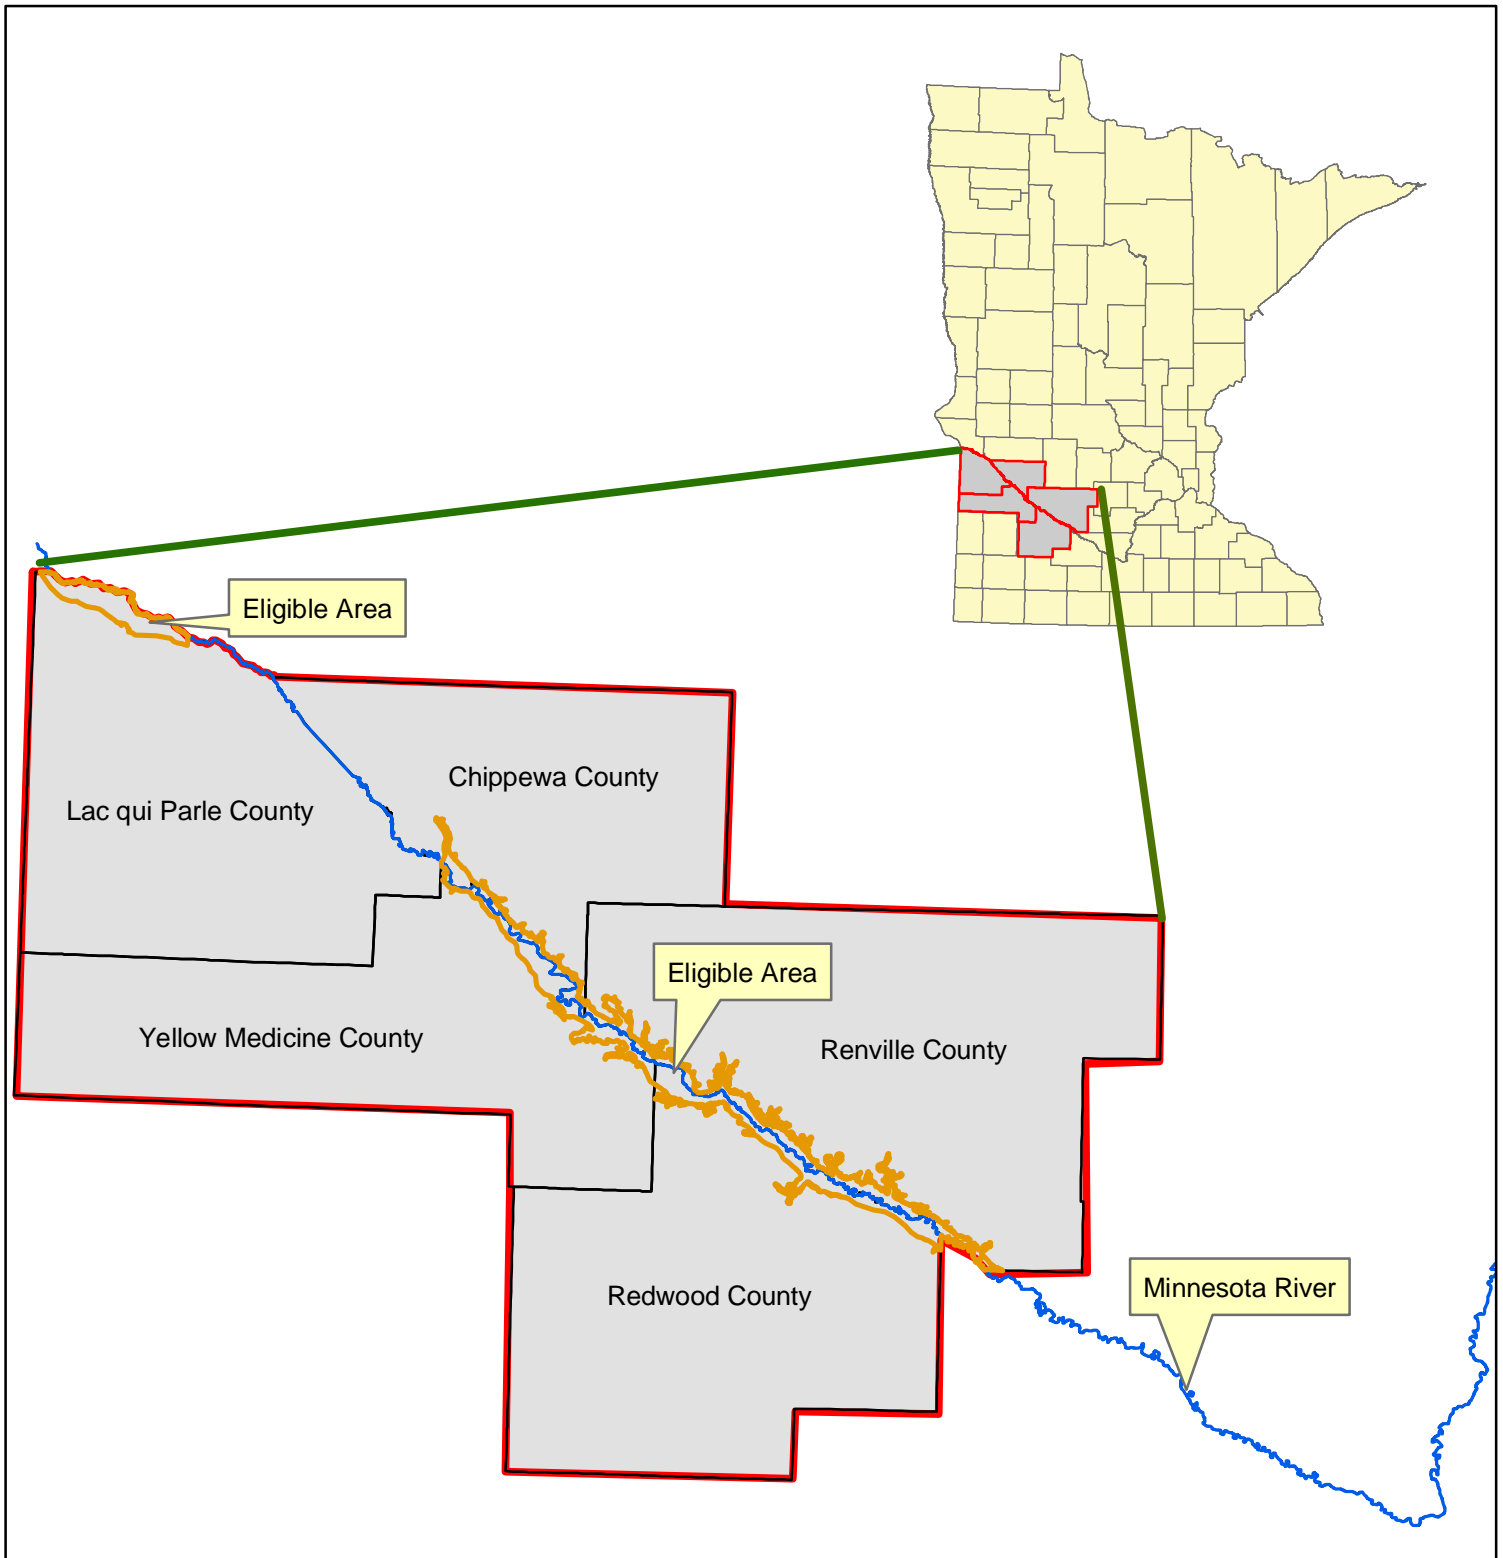 Eligible Area
Chippewa County
Lac qui Parle County
Eligible Area
Yellow Medicine County
Renville County
Minnesota River
Redwood County